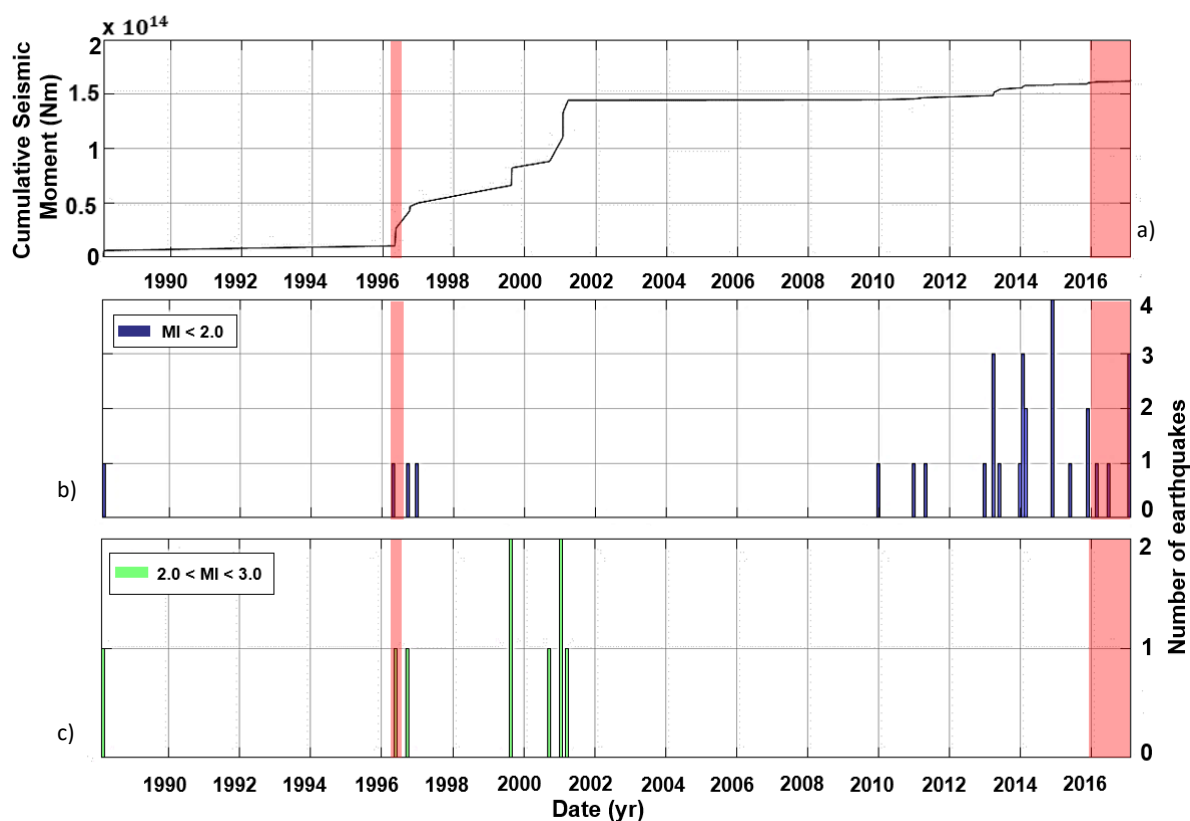 x 10¹⁴
Cumulative Seismic
Moment (Nm)
2
1.5
1
0.5
0
a)
1990 1992 1994 1996 1998 2000 2002 2004 2006 2008 2010 2012 2014 2016
Ml < 2.0
4
3
2
1
0
b)
Number of earthquakes
2.0 < Ml < 3.0
2
1
0
c)
1990 1992 1994 1996 1998 2000 2002 2004 2006 2008 2010 2012 2014 2016
Date (yr)